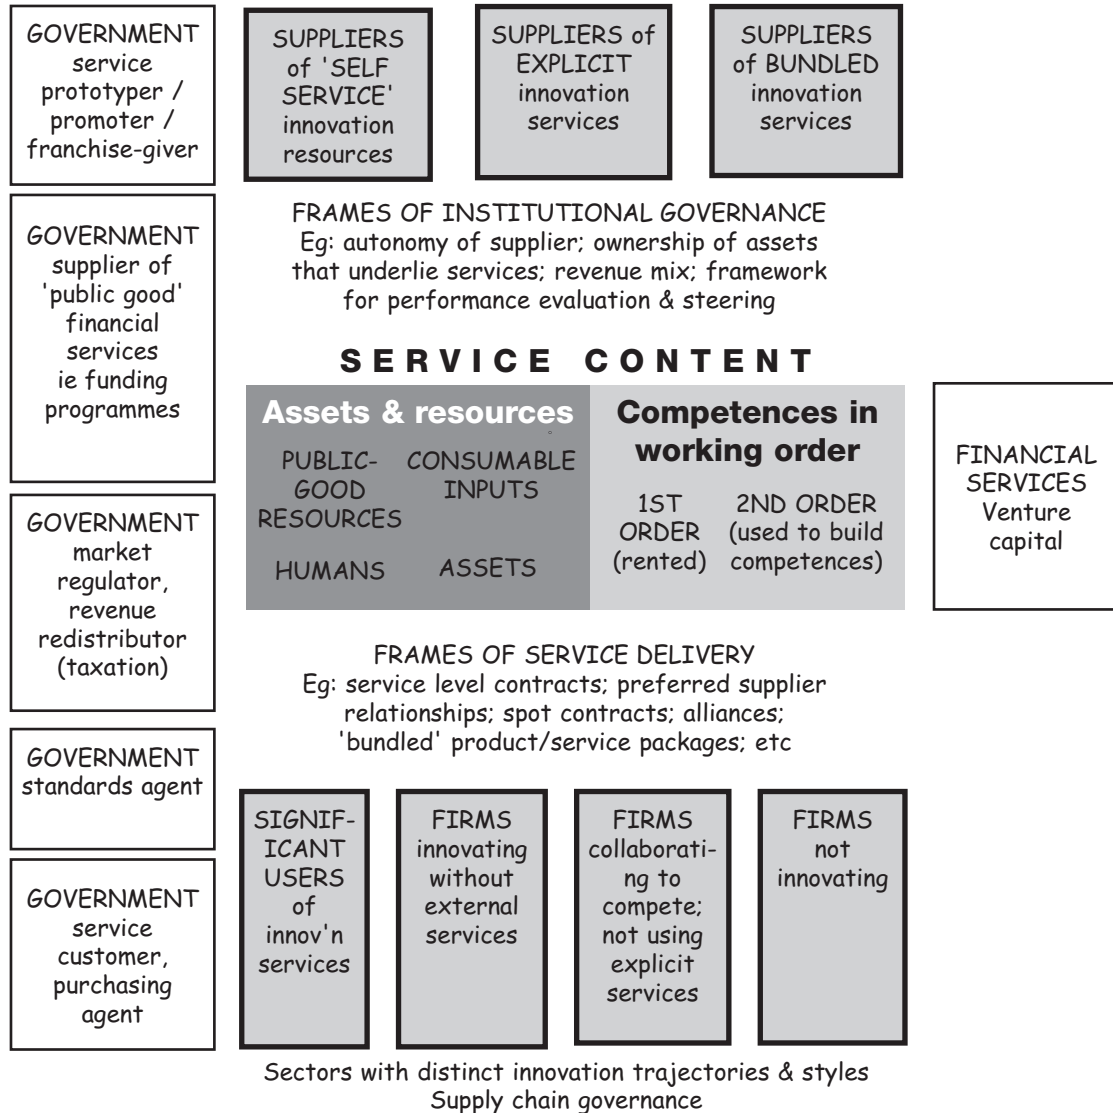 GOVERNMENT
service
prototyper /
promoter /
franchise-giver
SUPPLIERS
of 'SELF
SERVICE'
innovation
resources
SUPPLIERS of
EXPLICIT
innovation
services
SUPPLIERS
of BUNDLED
innovation
services
GOVERNMENT
supplier of
'public good'
financial
services
ie funding
programmes
FRAMES OF INSTITUTIONAL GOVERNANCE
Eg: autonomy of supplier; ownership of assets
that underlie services; revenue mix; framework
for performance evaluation & steering
SERVICE CONTENT
Assets & resources
PUBLIC-
GOOD
RESOURCES
CONSUMABLE
INPUTS
HUMANS
ASSETS
Competences in
working order
1ST
ORDER
(rented)
2ND ORDER
(used to build
competences)
FINANCIAL
SERVICES
Venture
capital
GOVERNMENT
market
regulator,
revenue
redistributor
(taxation)
FRAMES OF SERVICE DELIVERY
Eg: service level contracts; preferred supplier
relationships; spot contracts; alliances;
'bundled' product/service packages; etc
GOVERNMENT
standards agent
GOVERNMENT
service
customer,
purchasing
agent
SIGNIF-
ICANT
USERS
of
innov'n
services
FIRMS
innovating
without
external
services
FIRMS
collaborati-
ng to
compete;
not using
explicit
services
FIRMS
not
innovating
Sectors with distinct innovation trajectories & styles
Supply chain governance